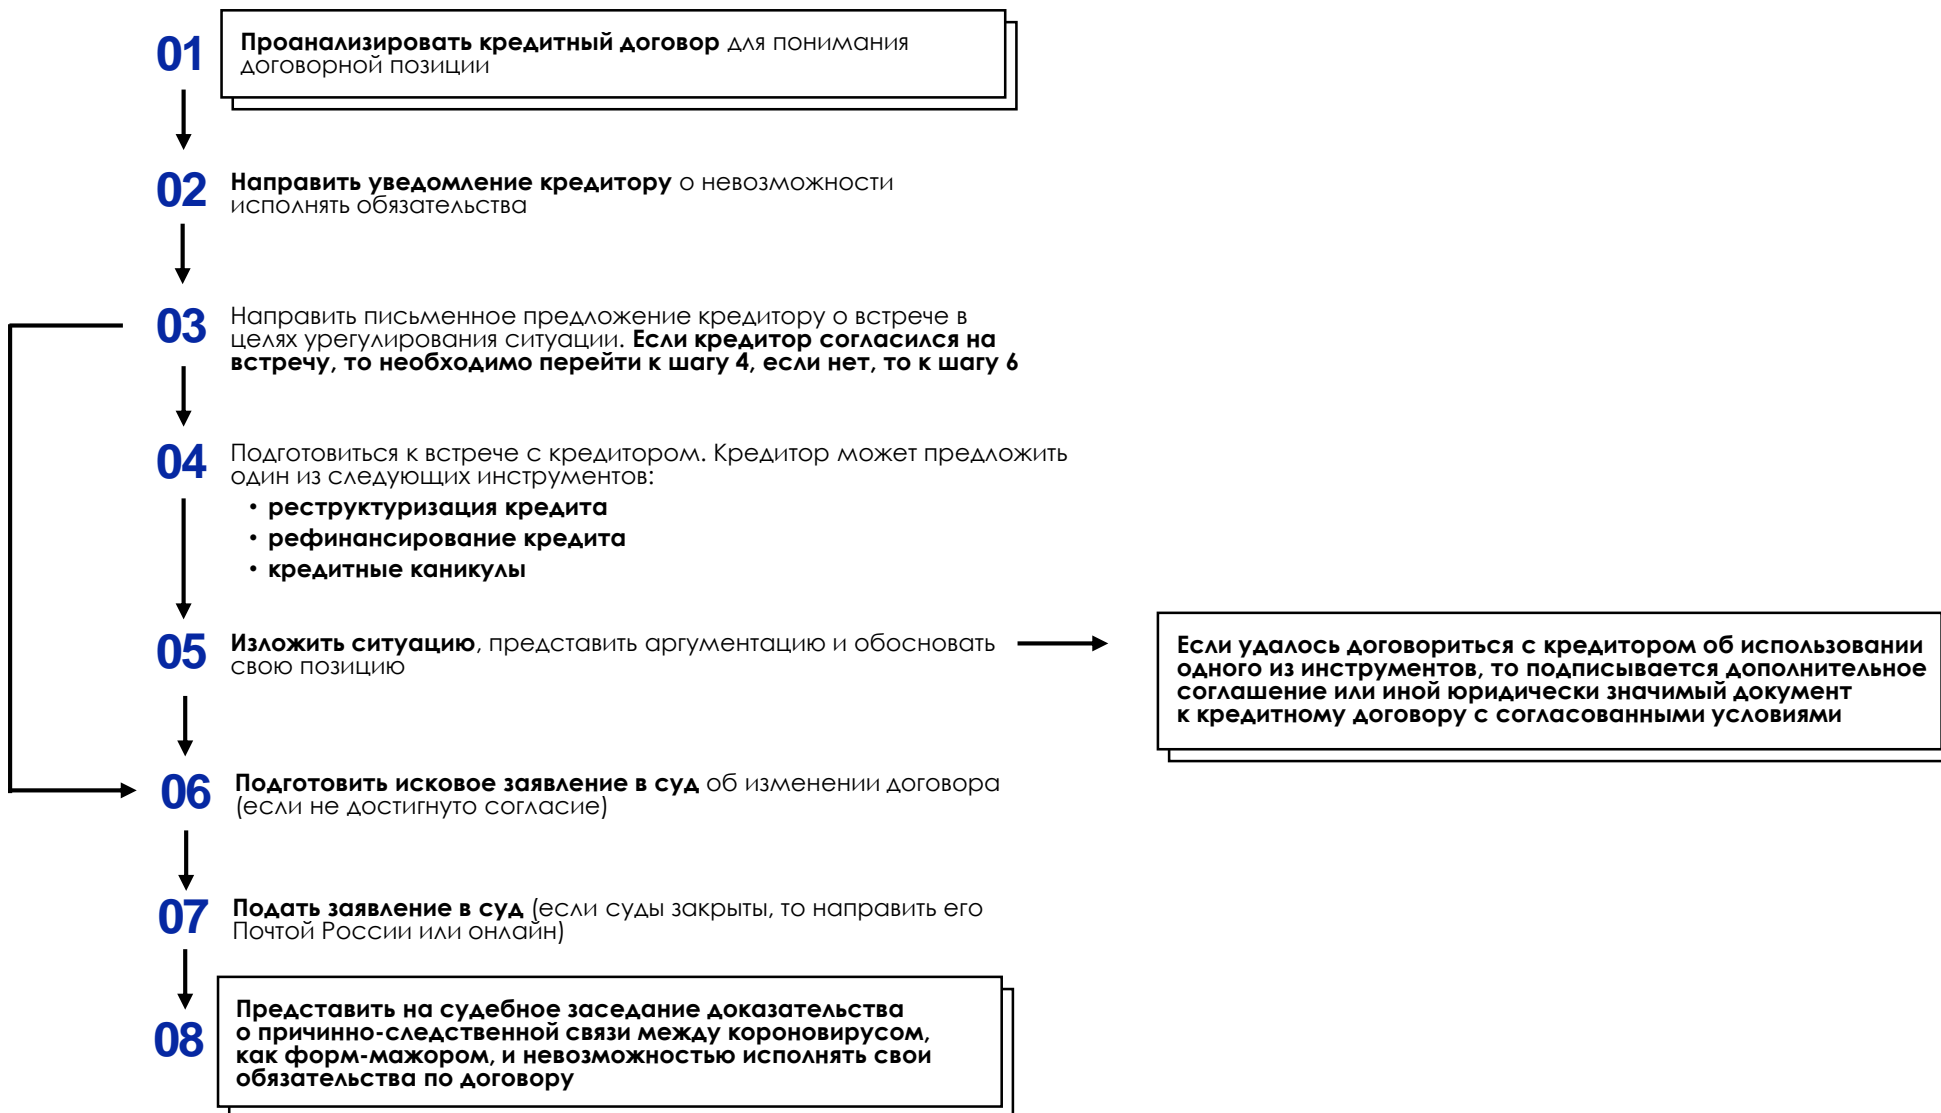 01
Проанализировать кредитный договор для понимания
договорной позиции
02
Направить уведомление кредитору о невозможности
исполнять обязательства
03
Направить письменное предложение кредитору о встрече в
целях урегулирования ситуации. Если кредитор согласился на
встречу, то необходимо перейти к шагу 4, если нет, то к шагу 6
04
Подготовиться к встрече с кредитором. Кредитор может предложить
один из следующих инструментов:
• реструктуризация кредита
• рефинансирование кредита
• кредитные каникулы
05
Изложить ситуацию, представить аргументацию и обосновать
свою позицию
Если удалось договориться с кредитором об использовании
одного из инструментов, то подписывается дополнительное
соглашение или иной юридически значимый документ
к кредитному договору с согласованными условиями
06
Подготовить исковое заявление в суд об изменении договора
(если не достигнуто согласие)
07
Подать заявление в суд (если суды закрыты, то направить его
Почтой России или онлайн)
08
Представить на судебное заседание доказательства
о причинно-следственной связи между короновирусом,
как форм-мажором, и невозможностью исполнять свои
обязательства по договору